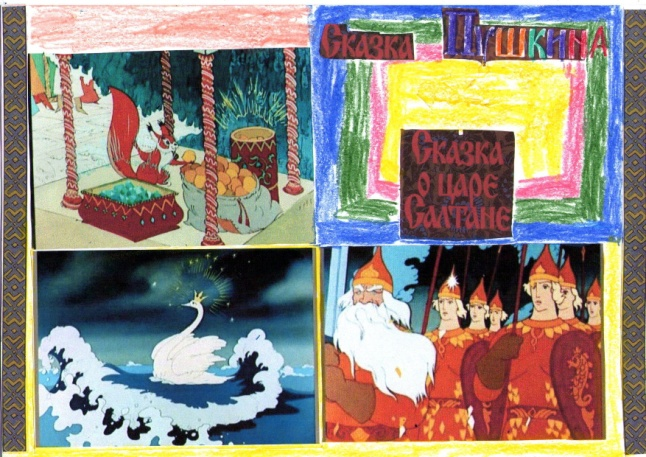 Сказка Пушкина
Сказка
о царе
Салтане